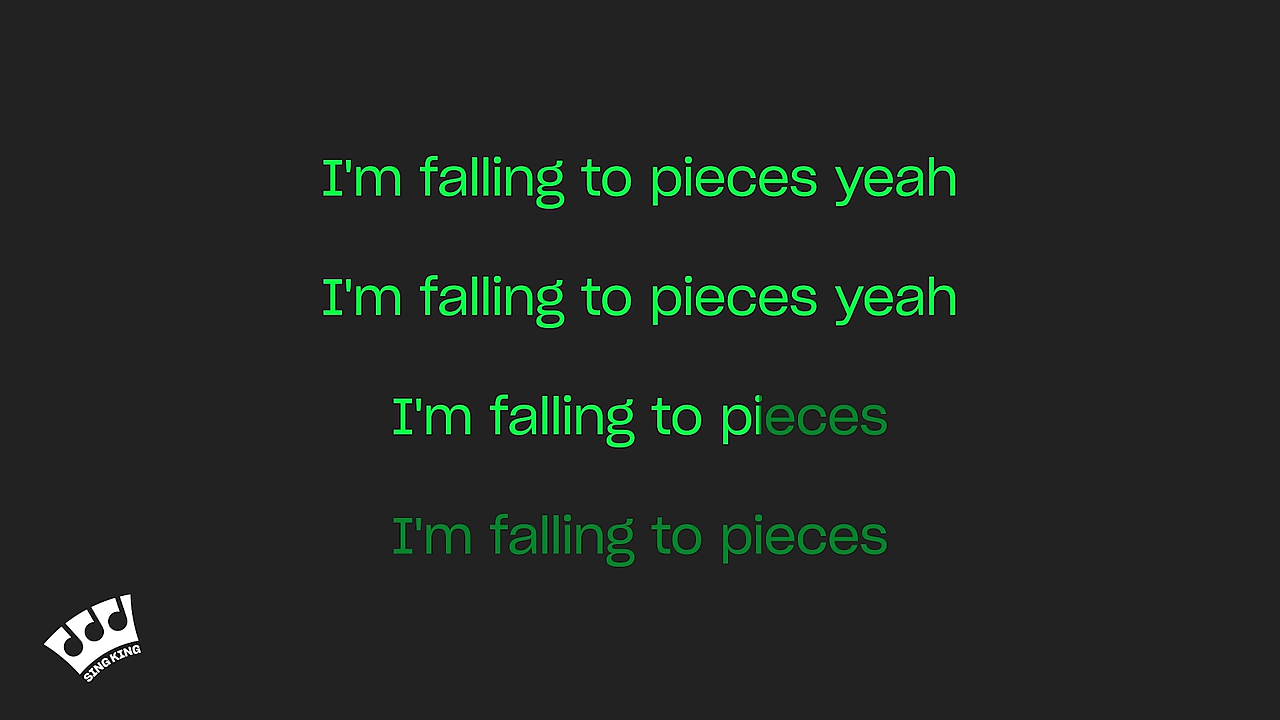 I'm falling to pieces yeah
I'm falling to pieces yeah
I'm falling to pieces
I'm falling to pieces
SING KING